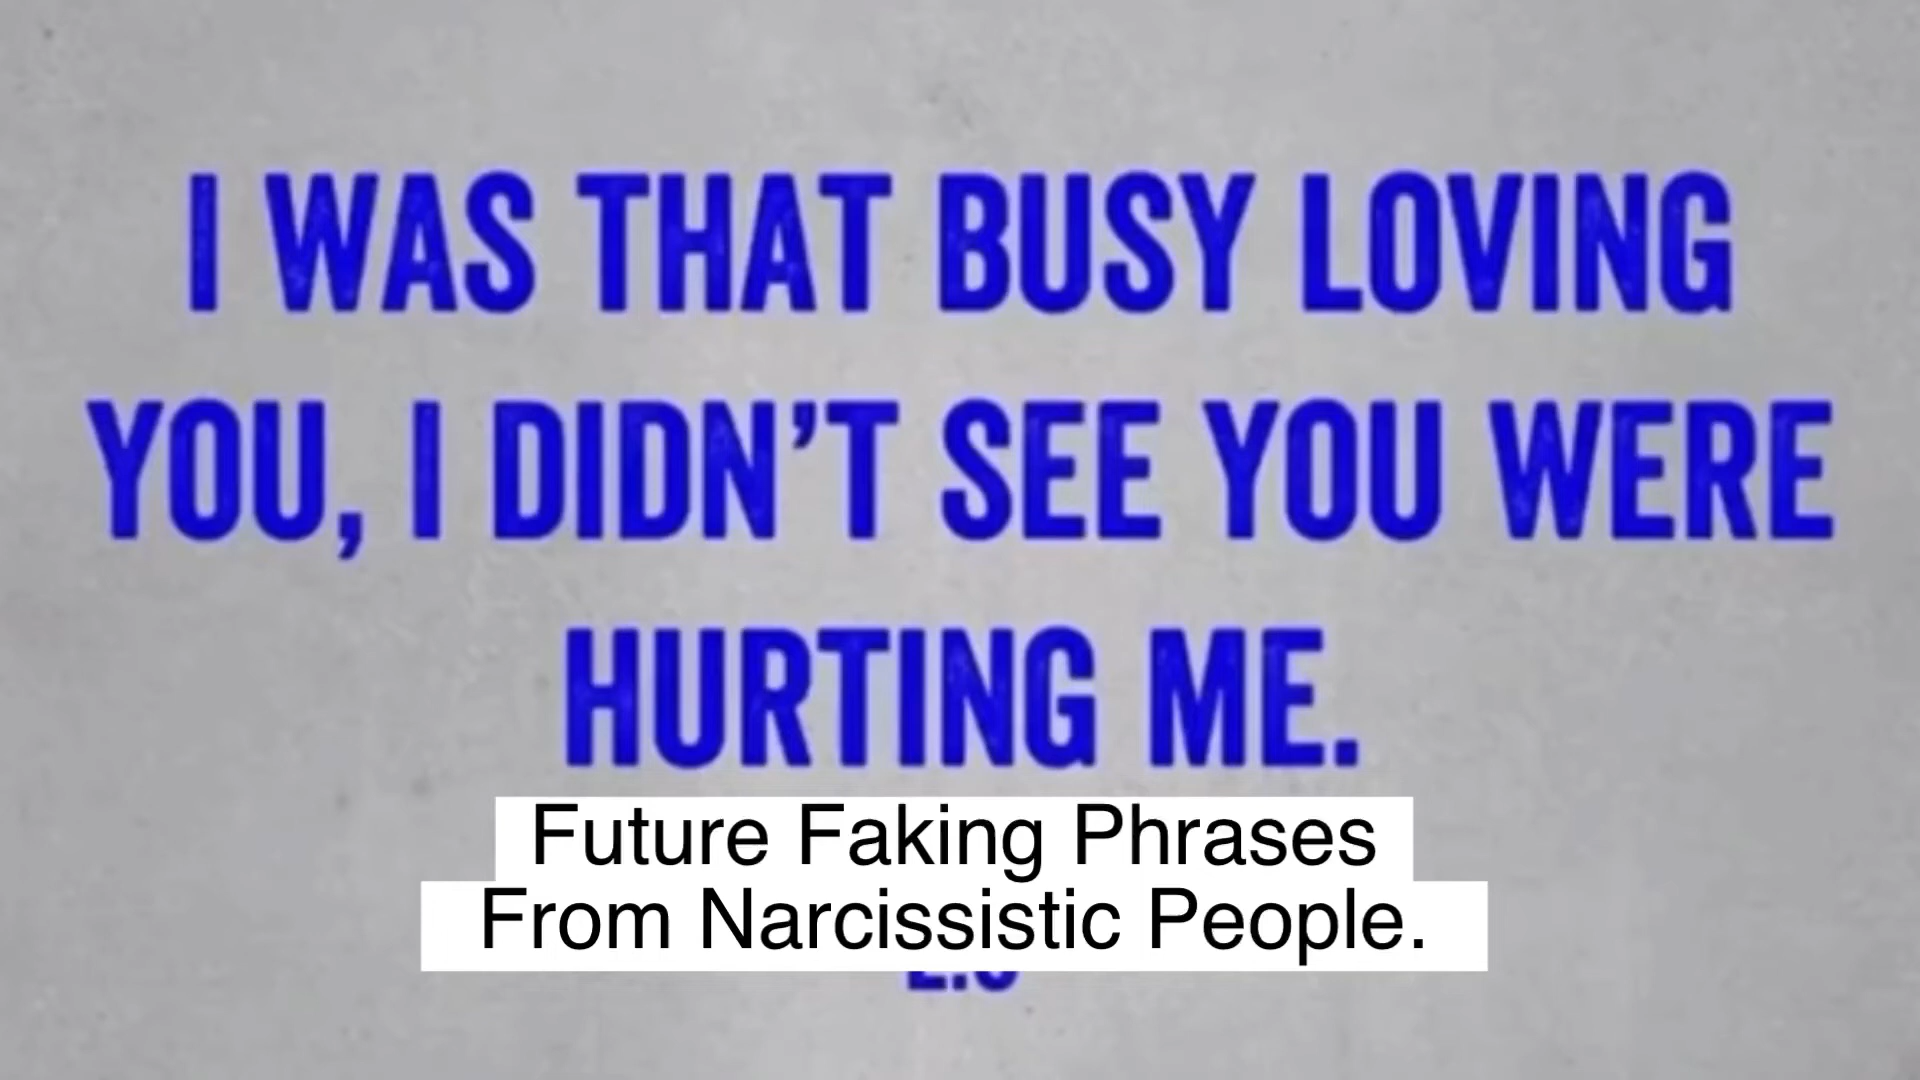 I WAS THAT BUSY LOVING
YOU, I DIDN'T SEE YOU WERE
HURTING ME.
Future Faking Phrases
From Narcissistic People.